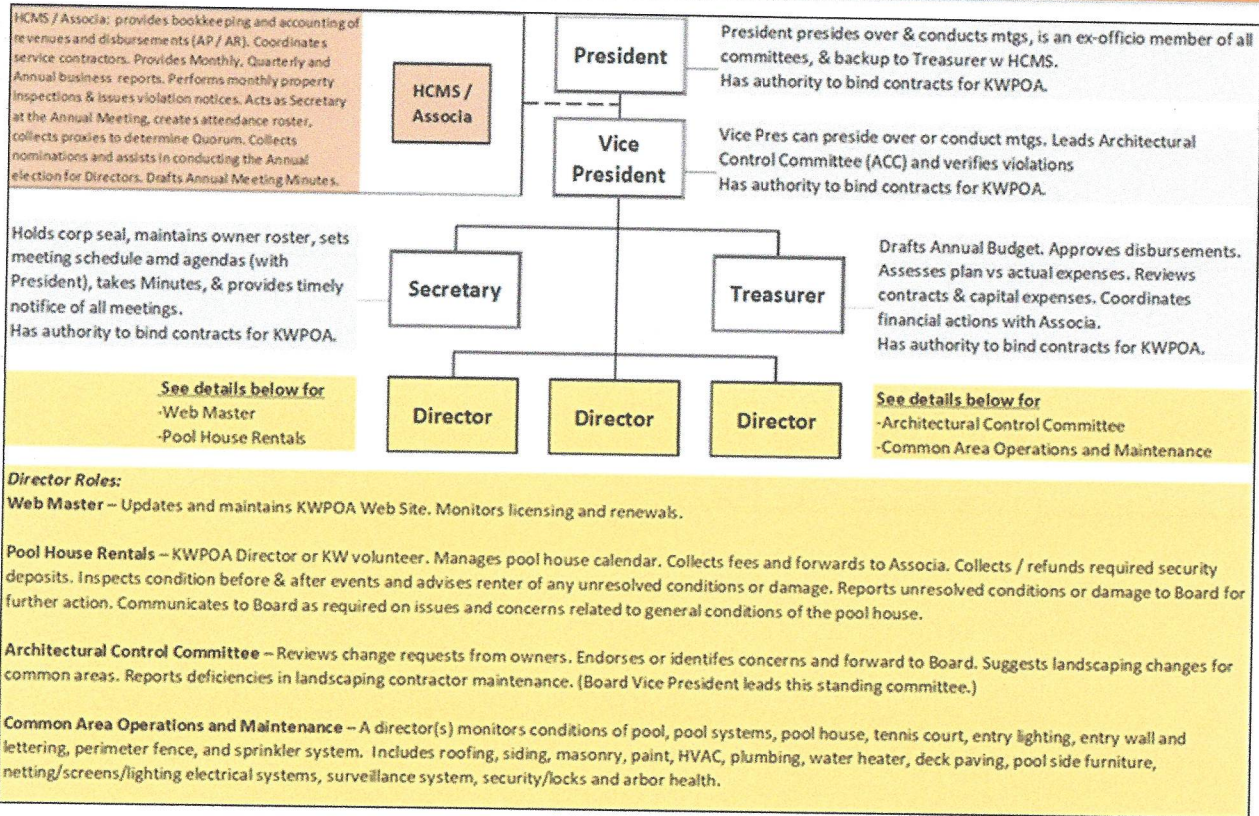 HCMS / Associa: provides bookkeeping and accounting of
revenues and disbursements (AP / AR). Coordinates
service contractors. Provides Monthly, Quarterly and
Annual business reports. Performs monthly property
inspections & issues violation notices. Acts as Secretary
at the Annual Meeting, creates attendance roster,
collects proxies to determine Quorum. Collects
nominations and assists in conducting the Annual
election for Directors. Drafts Annual Meeting Minutes.
HCMS /
Associa
President
President presides over & conducts mtgs, is an ex-officio member of all
committees, & backup to Treasurer w HCMS.
Has authority to bind contracts for KWPOA.
Vice
President
Vice Pres can preside over or conduct mtgs. Leads Architectural
Control Committee (ACC) and verifies violations
Has authority to bind contracts for KWPOA.
Holds corp seal, maintains owner roster, sets
meeting schedule amd agendas (with
President), takes Minutes, & provides timely
notifice of all meetings.
Has authority to bind contracts for KWPOA.
Secretary
Treasurer
Drafts Annual Budget. Approves disbursements.
Assesses plan vs actual expenses. Reviews
contracts & capital expenses. Coordinates
financial actions with Associa.
Has authority to bind contracts for KWPOA.
See details below for
-Web Master
-Pool House Rentals
Director
Director
Director
See details below for
-Architectural Control Committee
-Common Area Operations and Maintenance
Director Roles:
Web Master – Updates and maintains KWPOA Web Site. Monitors licensing and renewals.
Pool House Rentals – KWPOA Director or KW volunteer. Manages pool house calendar. Collects fees and forwards to Associa. Collects / refunds required security
deposits. Inspects condition before & after events and advises renter of any unresolved conditions or damage. Reports unresolved conditions or damage to Board for
further action. Communicates to Board as required on issues and concerns related to general conditions of the pool house.
Architectural Control Committee – Reviews change requests from owners. Endorses or identifes concerns and forward to Board. Suggests landscaping changes for
common areas. Reports deficiencies in landscaping contractor maintenance. (Board Vice President leads this standing committee.)
Common Area Operations and Maintenance – A director(s) monitors conditions of pool, pool systems, pool house, tennis court, entry lighting, entry wall and
lettering, perimeter fence, and sprinkler system. Includes roofing, siding, masonry, paint, HVAC, plumbing, water heater, deck paving, pool side furniture,
netting/screens/lighting electrical systems, surveillance system, security/locks and arbor health.